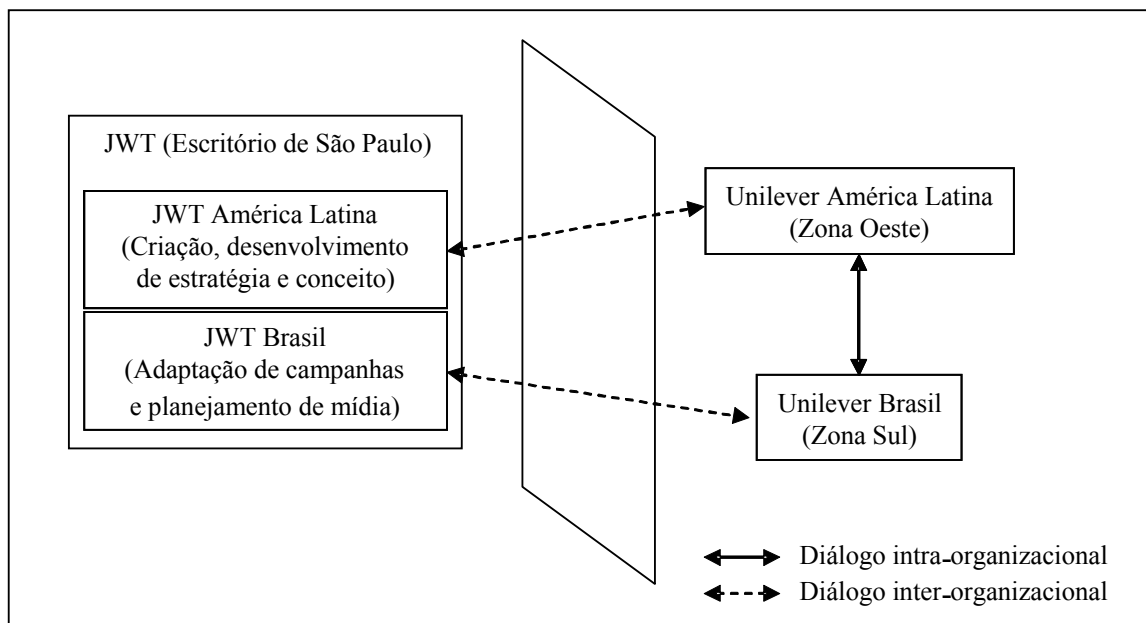 JWT (Escritório de São Paulo)
JWT América Latina
(Criação, desenvolvimento
de estratégia e conceito)
JWT Brasil
(Adaptação de campanhas
e planejamento de mídia)
Unilever América Latina
(Zona Oeste)
Unilever Brasil
(Zona Sul)
Diálogo intra-organizacional
Diálogo inter-organizacional